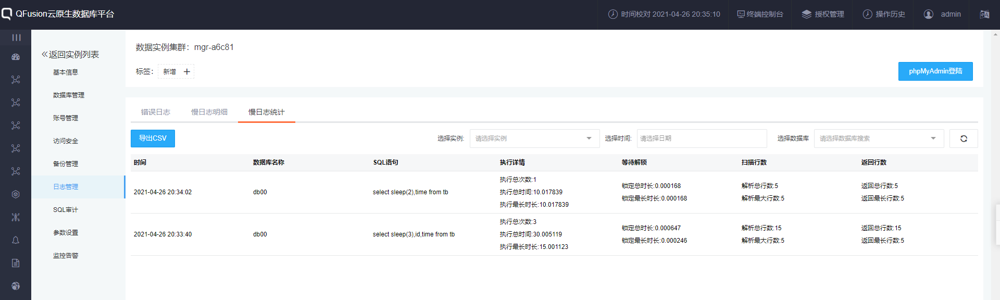 QFusion云原生数据库平台
时间校对 2021-04-26 20:35:10
终端控制台
授权管理
操作历史
admin
返回实例列表
基本信息
数据库管理
账号管理
访问安全
备份管理
日志管理
SQL审计
参数设置
监控告警
数据实例集群：mgr-a6c81
标签：
新增
phpMyAdmin登陆
错误日志 慢日志明细 慢日志统计
导出CSV
选择实例: 请选择实例
选择时间: 请选择日期
选择数据库 请选择数据库搜索
时间 数据库名称 SQL语句 执行详情 等待解锁 扫描行数 返回行数
2021-04-26 20:34:02
db00
select sleep(2),time from tb
执行总次数:1
执行总时间:10.017839
执行最长时长:10.017839
锁定总时长:0.000168
锁定最长时长:0.000168
解析总行数:5
解析最大行数:5
返回总行数:5
返回最长行数:5
2021-04-26 20:33:40
db00
select sleep(3),id,time from tb
执行总次数:3
执行总时间:30.005119
执行最长时长:15.001123
锁定总时长:0.000647
锁定最长时长:0.000246
解析总行数:15
解析最大行数:5
返回总行数:15
返回最长行数:5